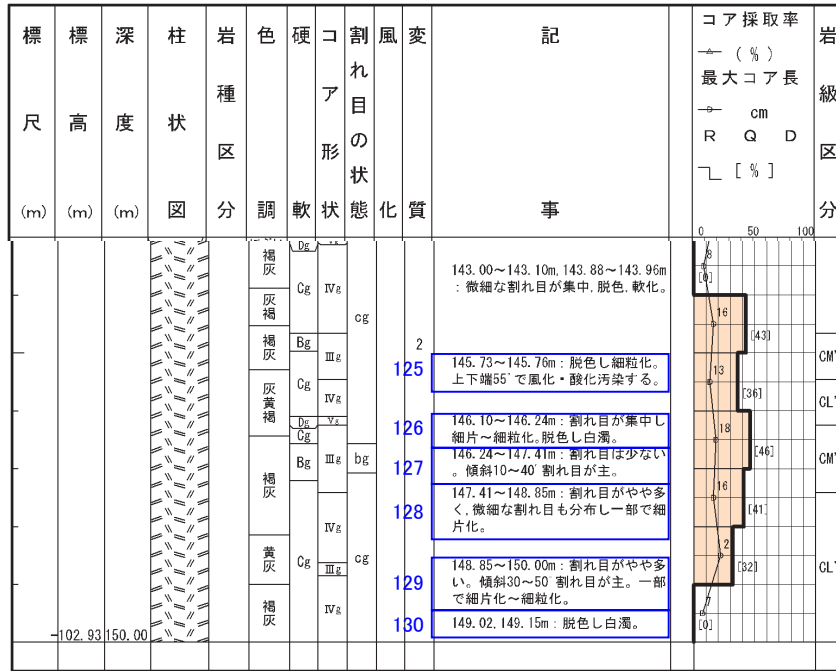 標尺(m)
標高(m)
深度(m)
柱状図
岩種区分
色調
硬軟
コア形状
割れ目の状態
風化
変質
記事
コア採取率
(%)
最大コア長
cm
R Q D
[%]
岩級区分
0 50 100
褐灰
灰褐
褐灰
灰黄褐
褐灰
黄灰
褐灰
Dg
Cg
Bg
Cg
Dg
Cg
Bg
Cg
IVg
IIIg
IVg
Vg
IIIg
IVg
IIIg
IVg
cg
bg
cg
2
143.00～143.10m, 143.88～143.96m
：微細な割れ目が集中, 脱色, 軟化。
125
145.73～145.76m：脱色し細粒化。
上下端55°で風化・酸化汚染する。
126
146.10～146.24m：割れ目が集中し
細片～細粒化。脱色し白濁。
127
146.24～147.41m：割れ目は少ない
。傾斜10～40°割れ目が主。
128
147.41～148.85m：割れ目がやや多
く, 微細な割れ目も分布し一部で細
片化。
129
148.85～150.00m：割れ目がやや多
い。傾斜30～50°割れ目が主。一部
で細片化～細粒化。
130
149.02, 149.15m：脱色し白濁。
8
[0]
16
[43]
13
[36]
18
[46]
16
[41]
2
[32]
7
[0]
CM'
CL'
CM'
CL'
-102.93 150.00